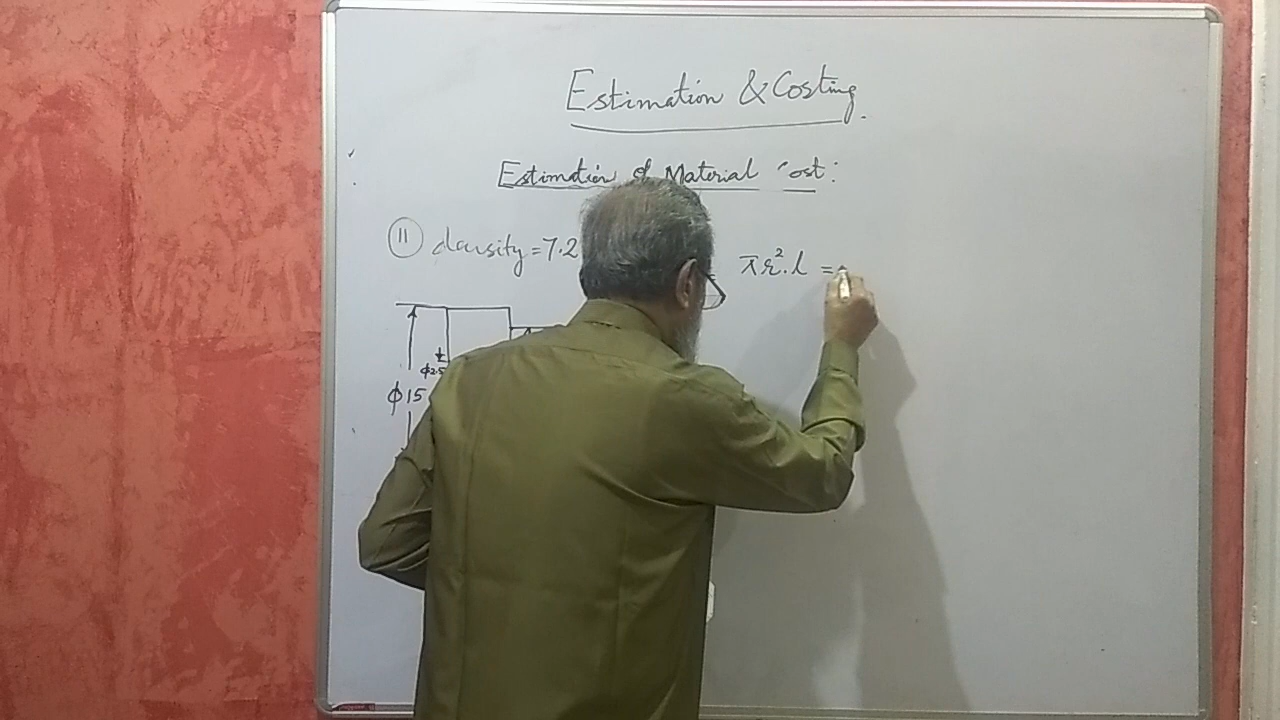 Estimation & Costing.
Estimation of Material Cost:
11 density = 7.2
πr².l =
φ25
φ15